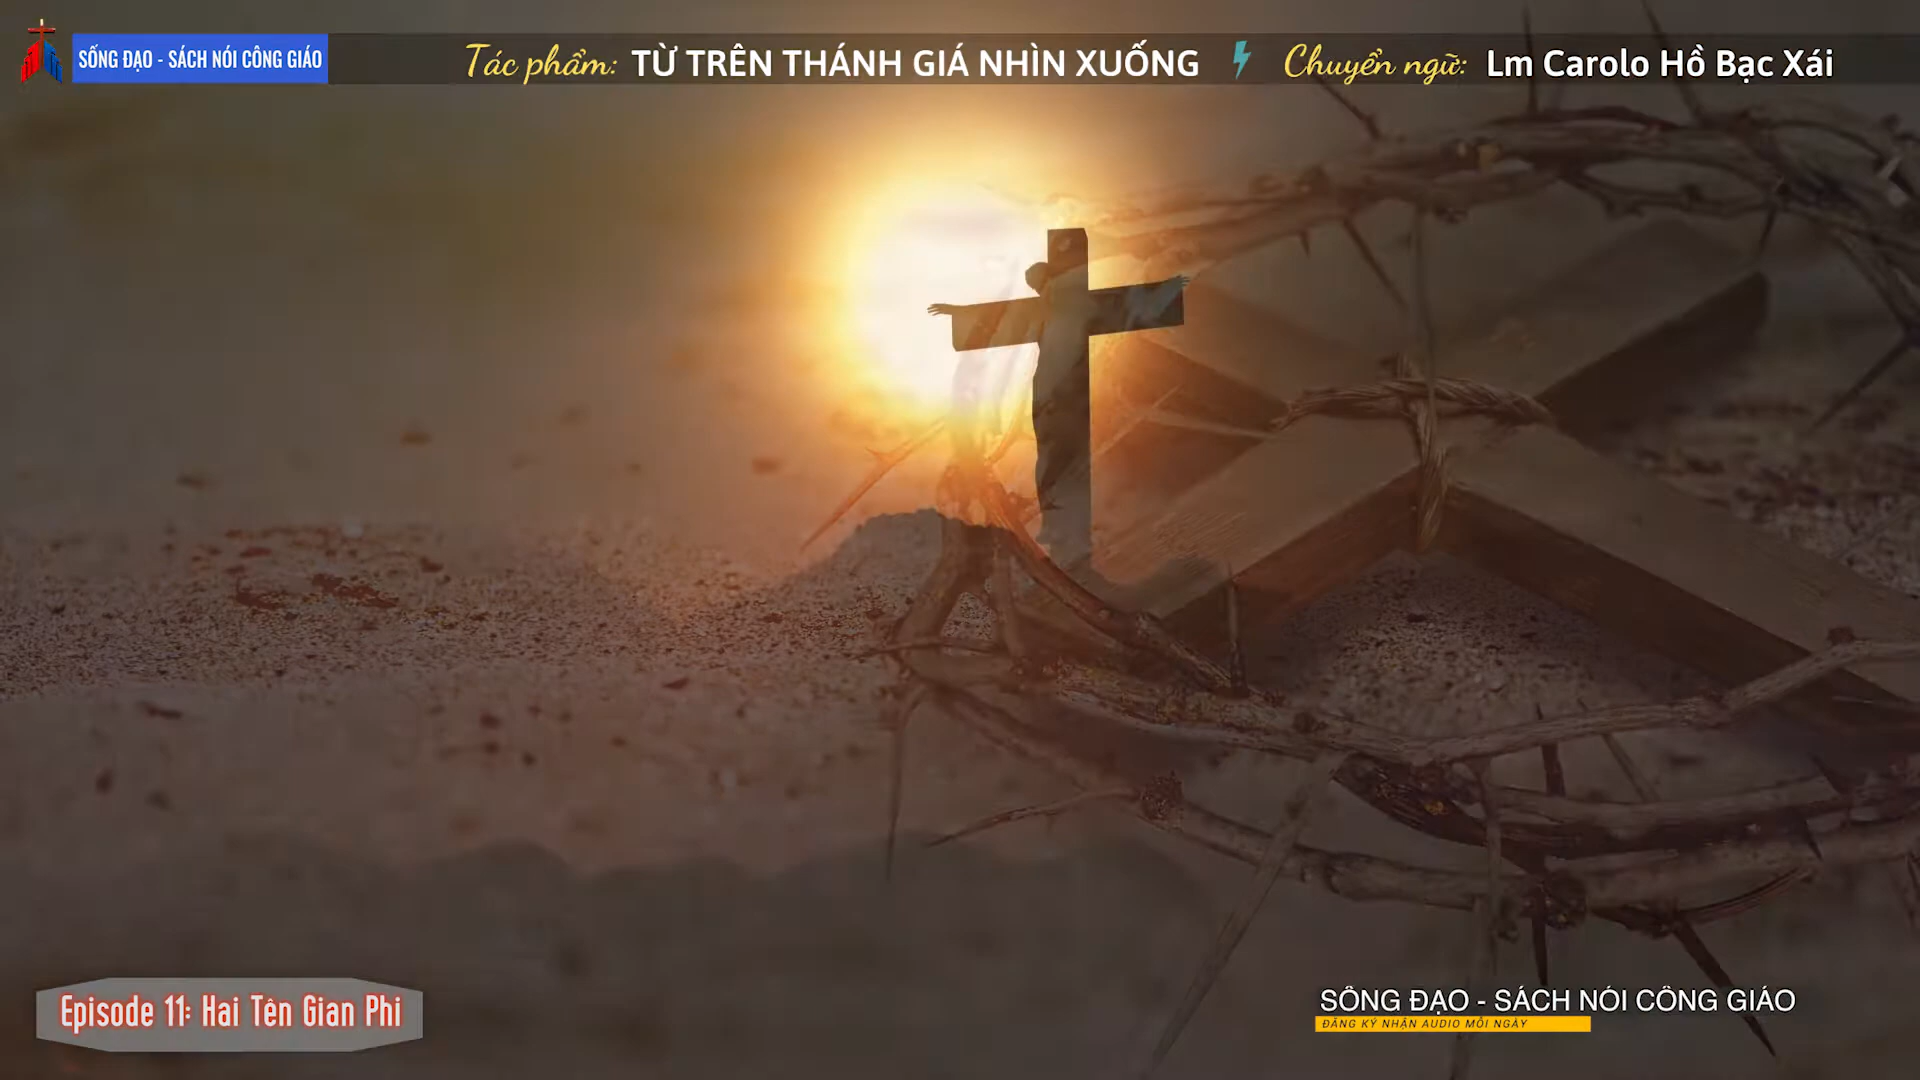 SỐNG ĐẠO - SÁCH NÓI CÔNG GIÁO
Tác phẩm: TỪ TRÊN THÁNH GIÁ NHÌN XUỐNG
Chuyển ngữ: Lm Carolo Hồ Bạc Xái
Episode 11: Hai Tên Gian Phi
SỐNG ĐẠO - SÁCH NÓI CÔNG GIÁO
ĐĂNG KÝ NHẬN AUDIO MỖI NGÀY